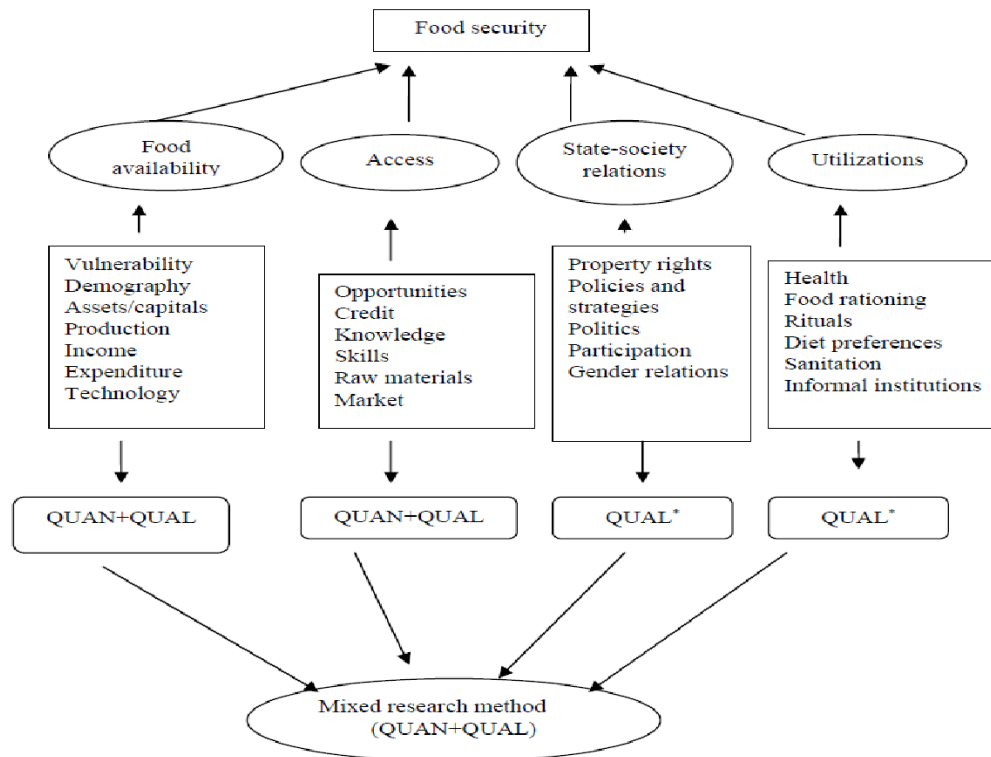 Food security
Food
availability
Access
State-society
relations
Utilizations
Vulnerability
Demography
Assets/capitals
Production
Income
Expenditure
Technology
Opportunities
Credit
Knowledge
Skills
Raw materials
Market
Property rights
Policies and
strategies
Politics
Participation
Gender relations
Health
Food rationing
Rituals
Diet preferences
Sanitation
Informal institutions
QUAN+QUAL
QUAN+QUAL
QUAL*
QUAL*
Mixed research method
(QUAN+QUAL)